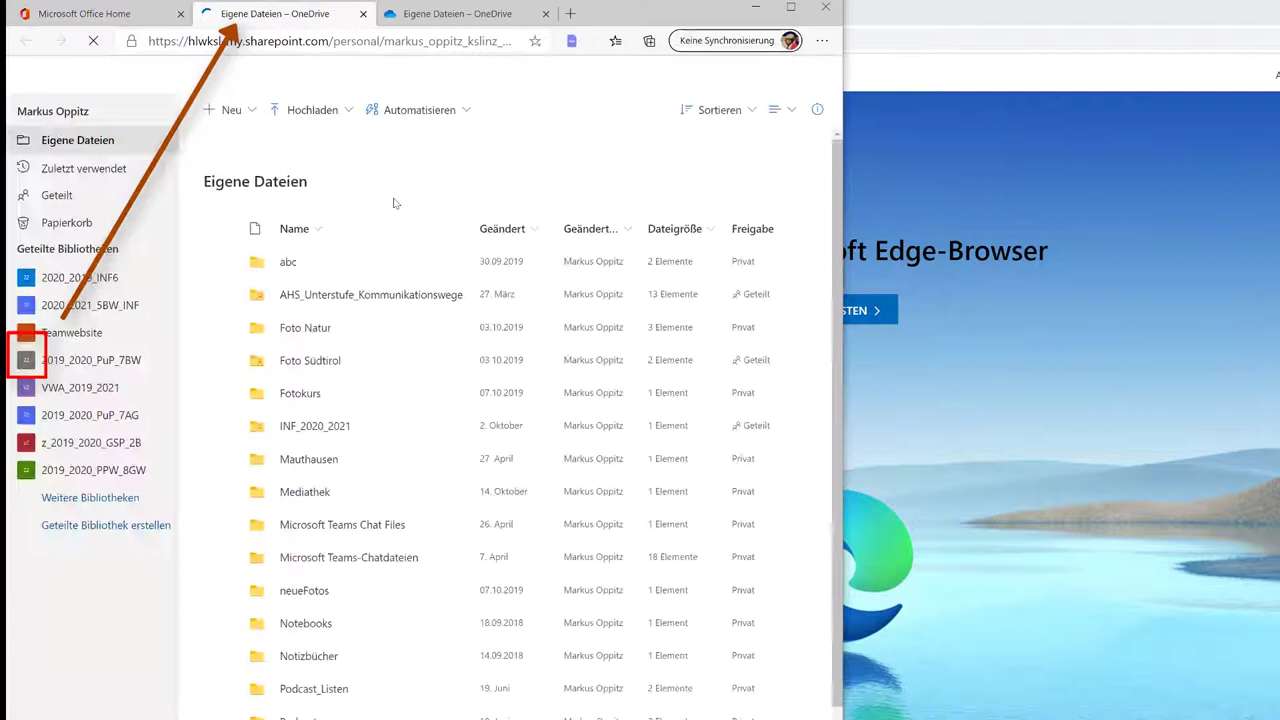 Microsoft Office Home
Eigene Dateien – OneDrive
Eigene Dateien – OneDrive
Keine Synchronisierung
Markus Oppitz
Neu
Hochladen
Automatisieren
Sortieren
Eigene Dateien
Zuletzt verwendet
Geteilt
Papierkorb
Geteilte Bibliotheken
2020_2021_5BW_INF
Teamwebsite
2019_2020_PuP_7BW
VWA_2019_2021
2019_2020_PuP_7AG
z_2019_2020_GSP_2B
2019_2020_PPW_8GW
Weitere Bibliotheken
Geteilte Bibliothek erstellen
Eigene Dateien
Name Geändert Geändert... Dateigröße Freigabe
abc 30.09.2019 Markus Oppitz 2 Elemente Privat
AHS_Unterstufe_Kommunikationswege 27. März Markus Oppitz 13 Elemente Geteilt
Foto Natur 03.10.2019 Markus Oppitz 3 Elemente Privat
Foto Südtirol 03 10.2019 Markus Oppitz 2 Elemente Geteilt
Fotokurs 07.10.2019 Markus Oppitz 1 Element Privat
INF_2020_2021 2. Oktober Markus Oppitz 1 Element Geteilt
Mauthausen 27 April Markus Oppitz 1 Element Privat
Mediathek 14. Oktober Markus Oppitz 1 Element Privat
Microsoft Teams Chat Files 26. April Markus Oppitz 1 Element Privat
Microsoft Teams-Chatdateien 7. April Markus Oppitz 18 Elemente Privat
neueFotos 07.10.2019 Markus Oppitz 1 Element Privat
Notebooks 18.09.2018 Markus Oppitz 1 Element Privat
Notizbücher 14.09.2018 Markus Oppitz 1 Element Privat
Podcast_Listen 19. Juni Markus Oppitz 2 Elemente Privat
oft Edge-Browser
STEN